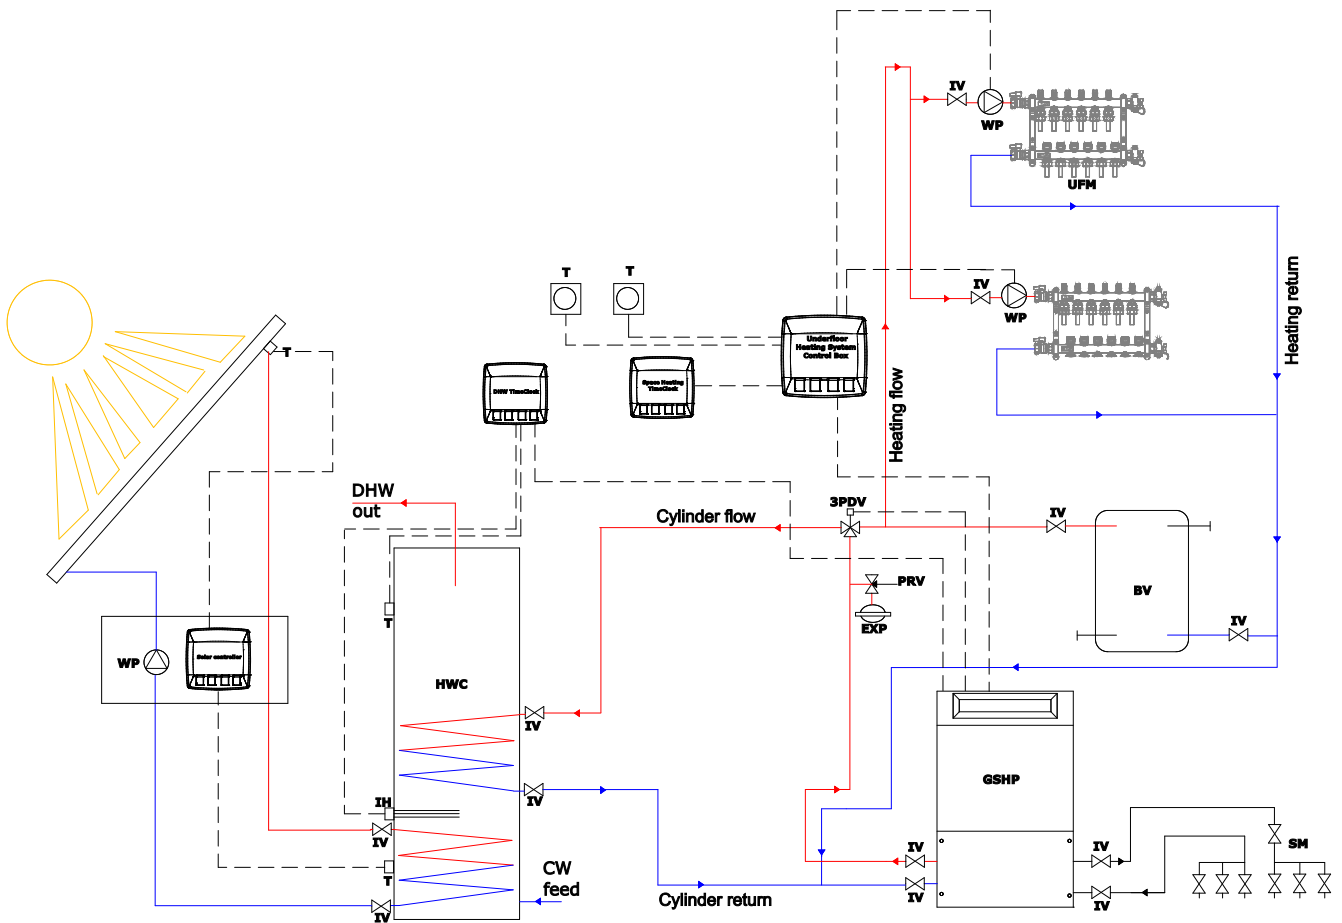 IV
WP
UFM
IV
WP
Heating return
T
T
Underfloor
Heating System
Control Box
T
DHW TimeClock
Space Heating
TimeClock
Heating flow
DHW
out
3PDV
Cylinder flow
IV
PRV
BV
EXP
T
IV
WP
Solar controller
HWC
IV
GSHP
IV
IH
IV
SM
IV
IV
T
CW
feed
IV
IV
IV
Cylinder return
IV